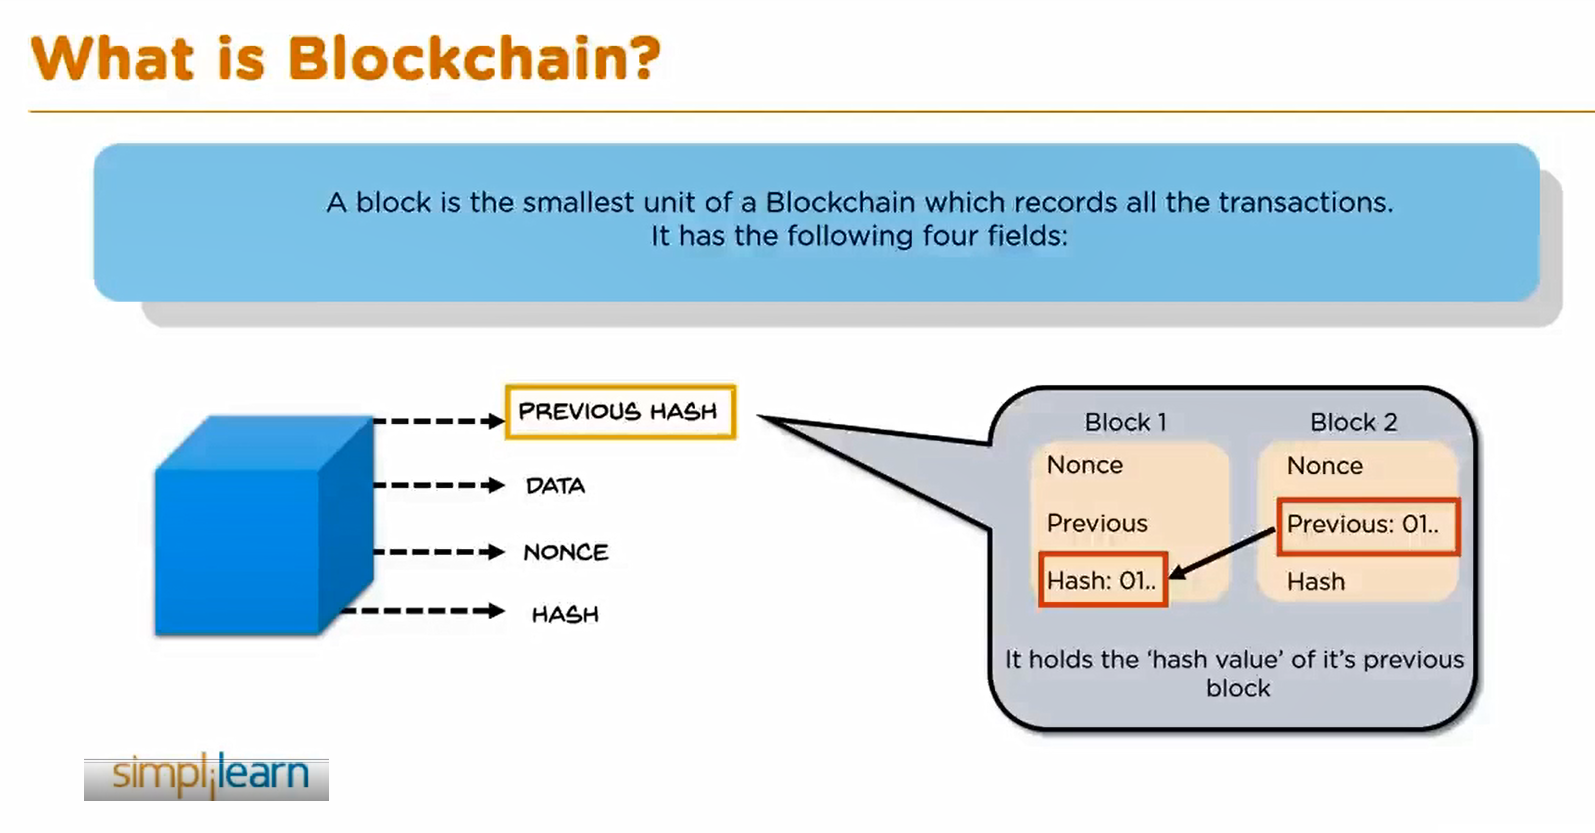 What is Blockchain?
A block is the smallest unit of a Blockchain which records all the transactions.
It has the following four fields:
PREVIOUS HASH
DATA
NONCE
HASH
Block 1
Nonce
Previous
Hash: 01..
Block 2
Nonce
Previous: 01..
Hash
It holds the ‘hash value’ of it’s previous
block
simplilearn